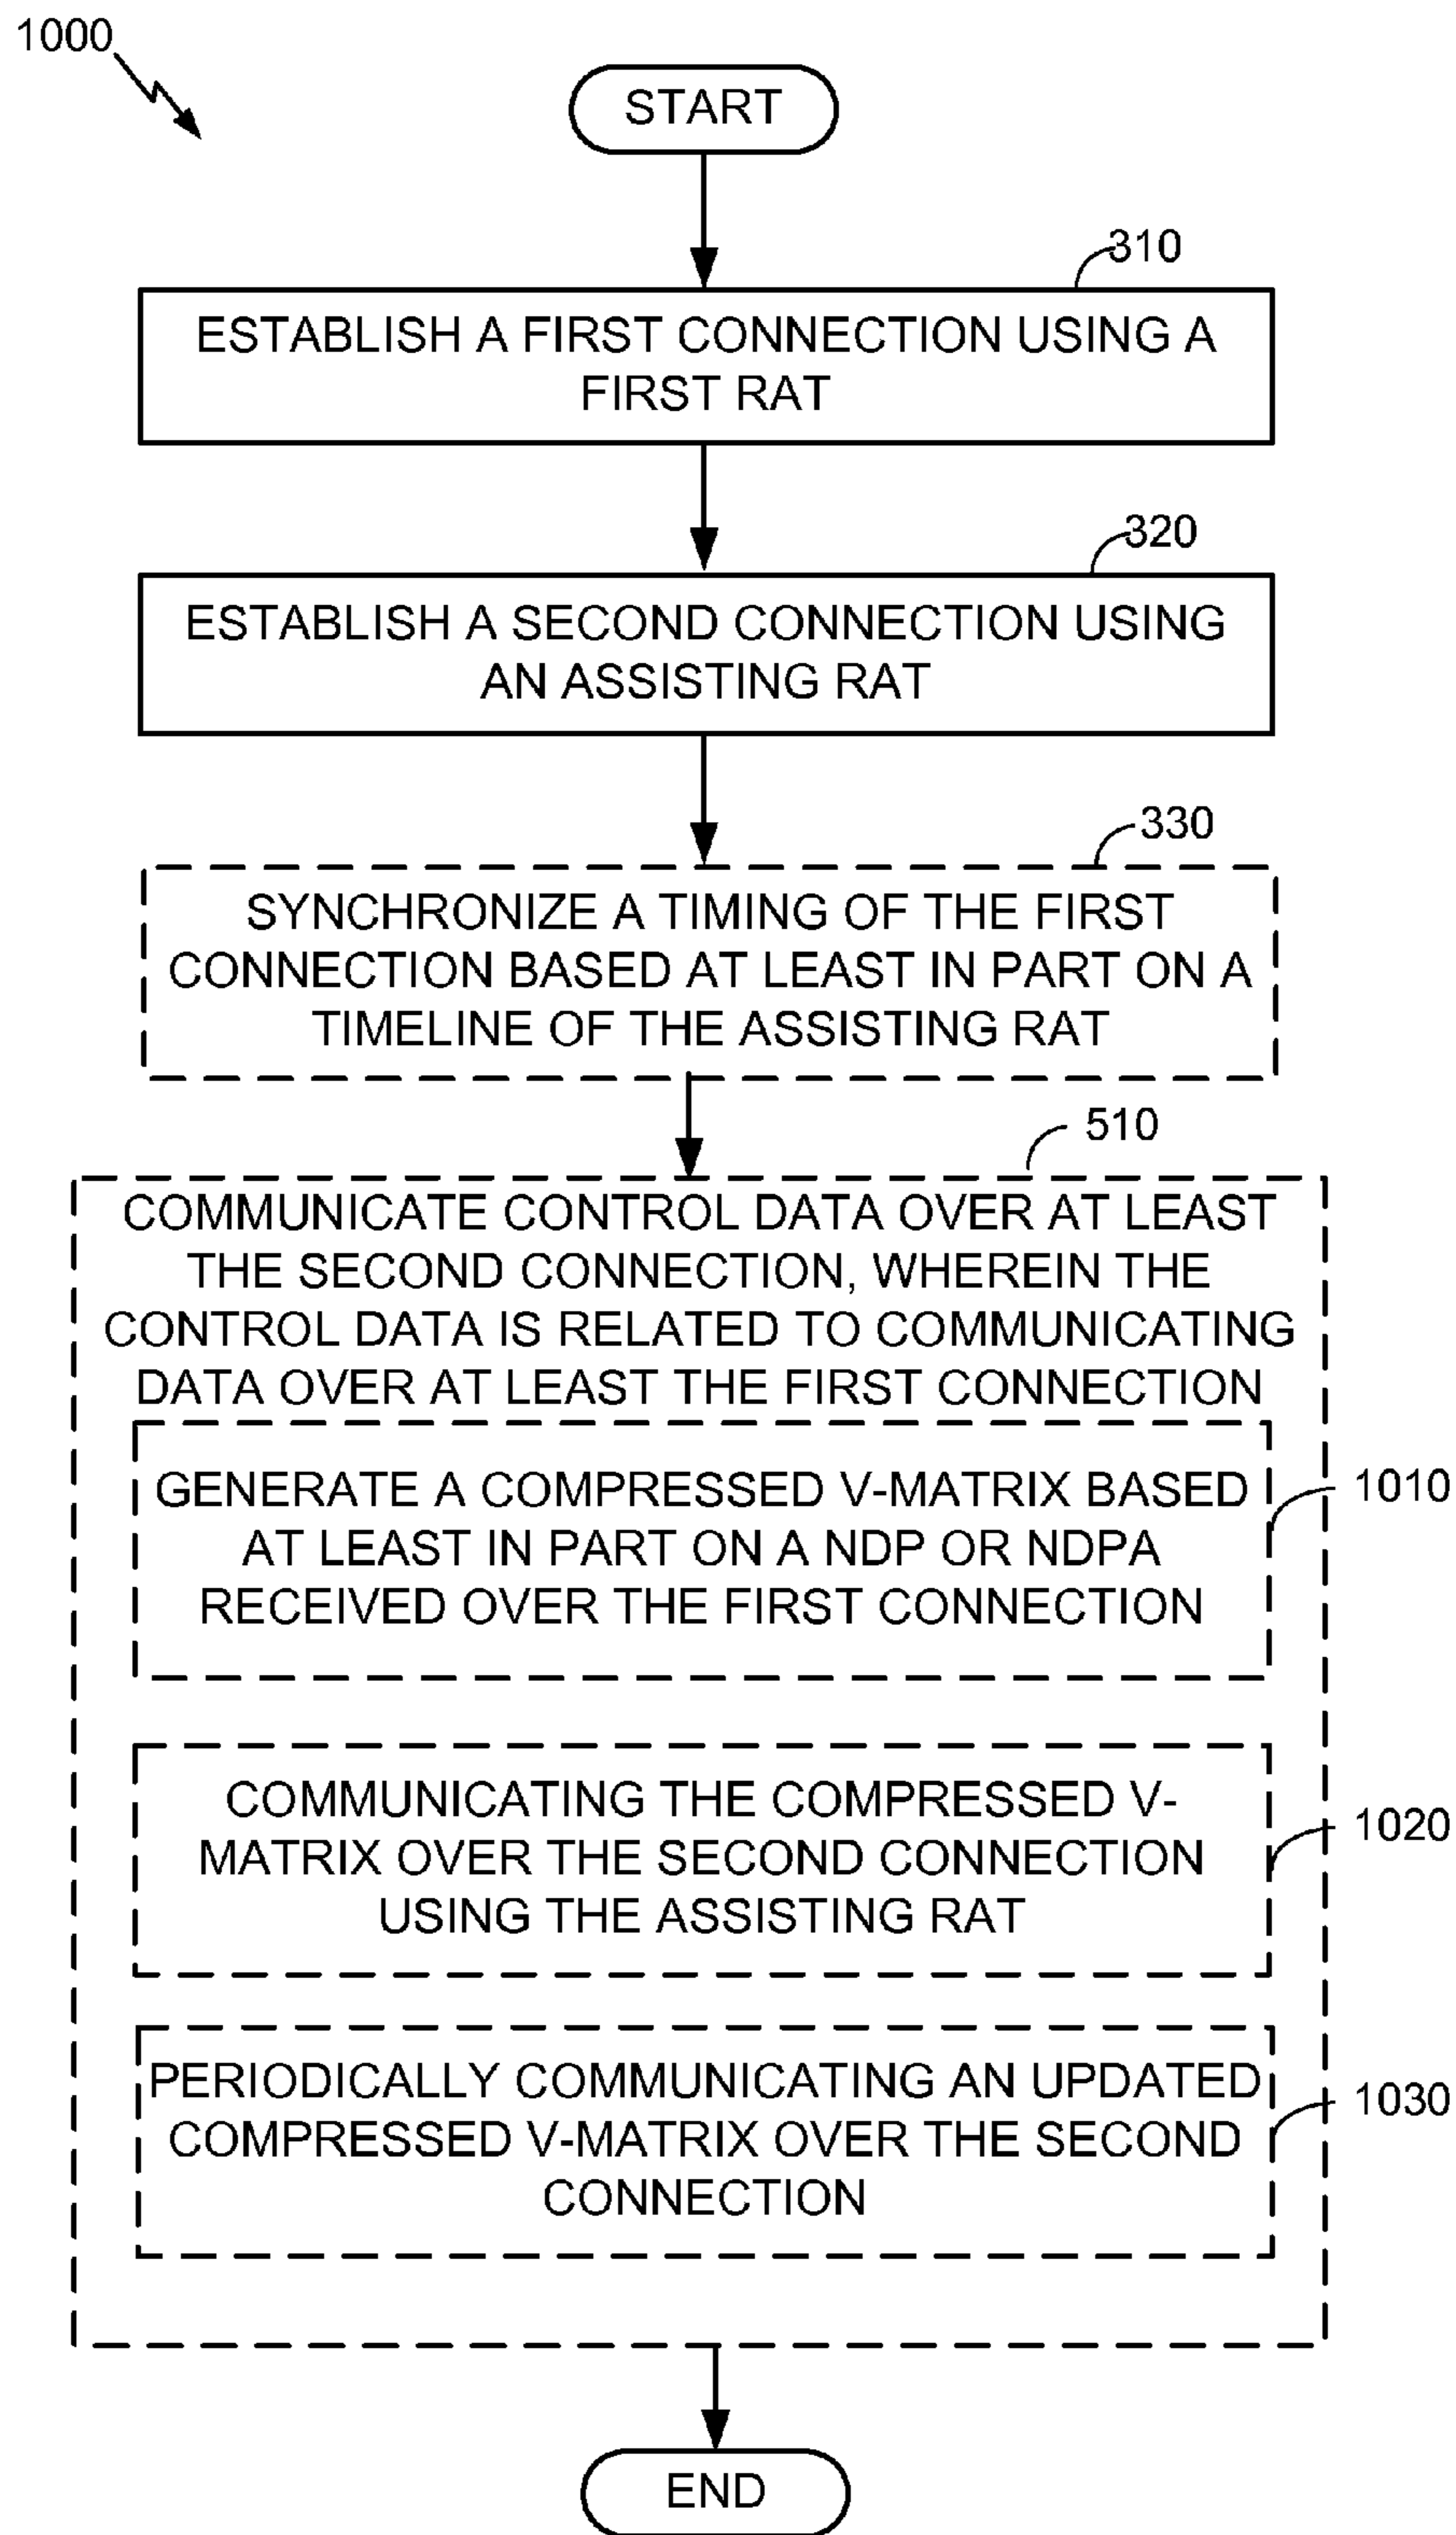 1000
START
310
ESTABLISH A FIRST CONNECTION USING A
FIRST RAT
320
ESTABLISH A SECOND CONNECTION USING
AN ASSISTING RAT
330
SYNCHRONIZE A TIMING OF THE FIRST
CONNECTION BASED AT LEAST IN PART ON A
TIMELINE OF THE ASSISTING RAT
510
COMMUNICATE CONTROL DATA OVER AT LEAST
THE SECOND CONNECTION, WHEREIN THE
CONTROL DATA IS RELATED TO COMMUNICATING
DATA OVER AT LEAST THE FIRST CONNECTION
GENERATE A COMPRESSED V-MATRIX BASED
AT LEAST IN PART ON A NDP OR NDPA
RECEIVED OVER THE FIRST CONNECTION
1010
COMMUNICATING THE COMPRESSED V-
MATRIX OVER THE SECOND CONNECTION
USING THE ASSISTING RAT
1020
PERIODICALLY COMMUNICATING AN UPDATED
COMPRESSED V-MATRIX OVER THE SECOND
CONNECTION
1030
END